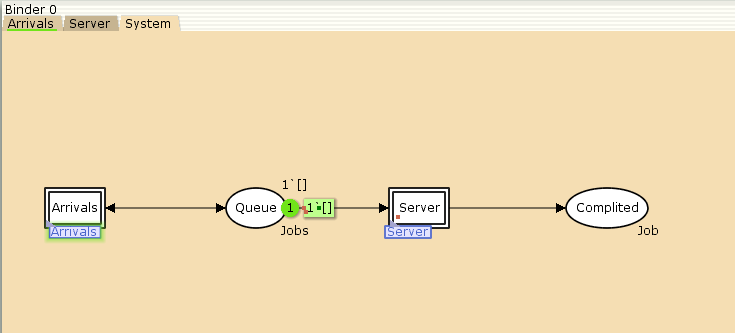 Binder 0
Arrivals Server System
1`[]
Arrivals Queue 1 1`[] Server Complited
Arrivals Jobs Server Job